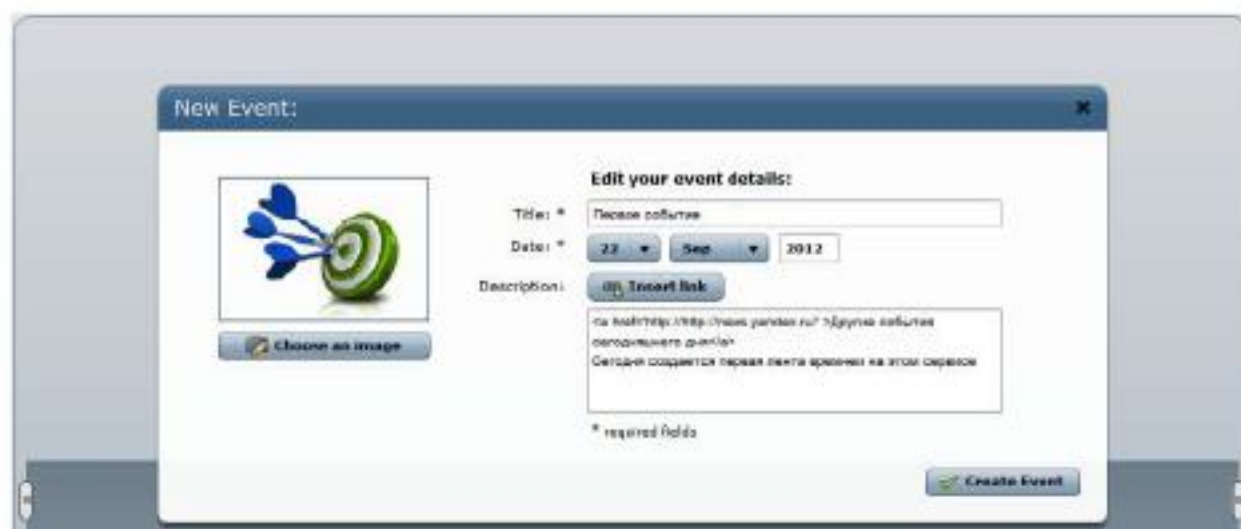 New Event:
Edit your event details:
Title: *
Первое событие
Date: *
22
Sep
2012
Description:
Insert link
<a href="http://http://news.yandex.ru/" >Другие события
сегодняшнего дня</a>
Сегодня создается первая лента времени на этом сервисе
Choose an image
* required fields
Create Event